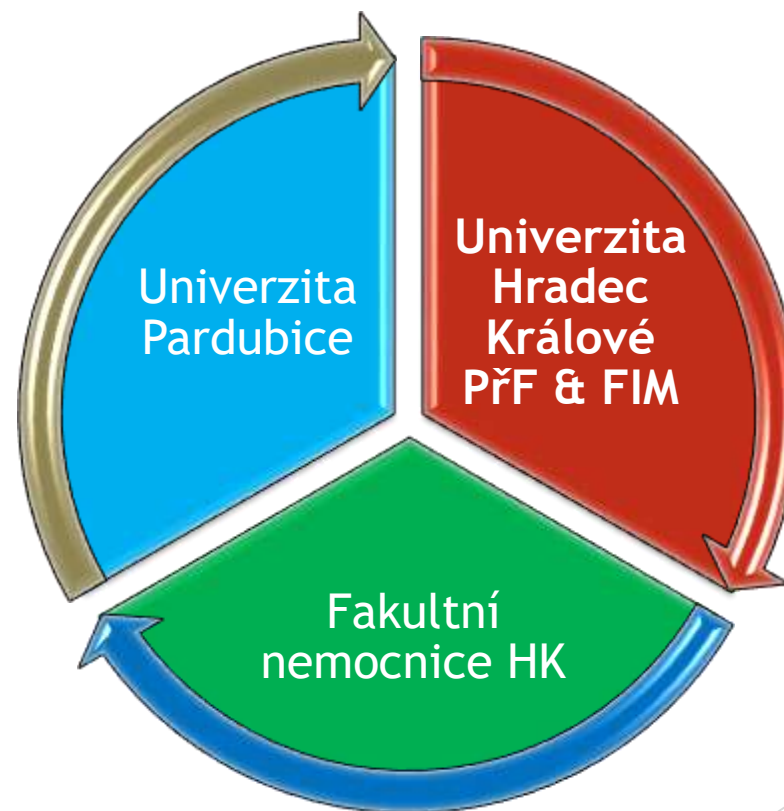 Univerzita
Pardubice
Univerzita
Hradec
Králové
PřF & FIM
Fakultní
nemocnice HK